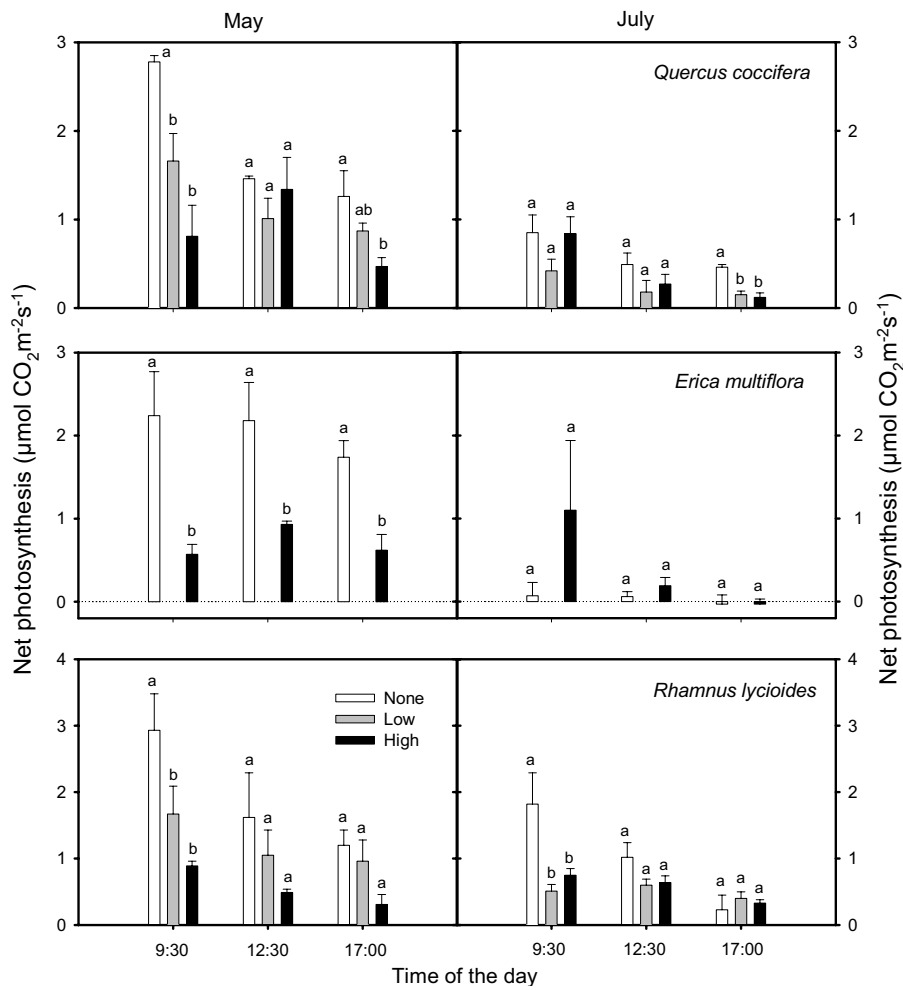 May
July
Net photosynthesis (µmol CO2m-2s-1)
Net photosynthesis (µmol CO2m-2s-1)
3
a
a
a
a
3
Quercus coccifera
2
b
a
ab
2
b
b
a
a
1
a
a
a
a
b
b
1
0
0
3
a
a
a
3
Erica multiflora
2
a
2
1
b
b
b
1
a
a
a
a
a
0
0
4
a
4
Rhamnus lycioides
None
Low
High
3
b
a
a
3
2
b
a
a
a
a
2
1
a
a
b
b
a
a
a
a
a
1
0
0
9:30
12:30
17:00
9:30
12:30
17:00
Time of the day